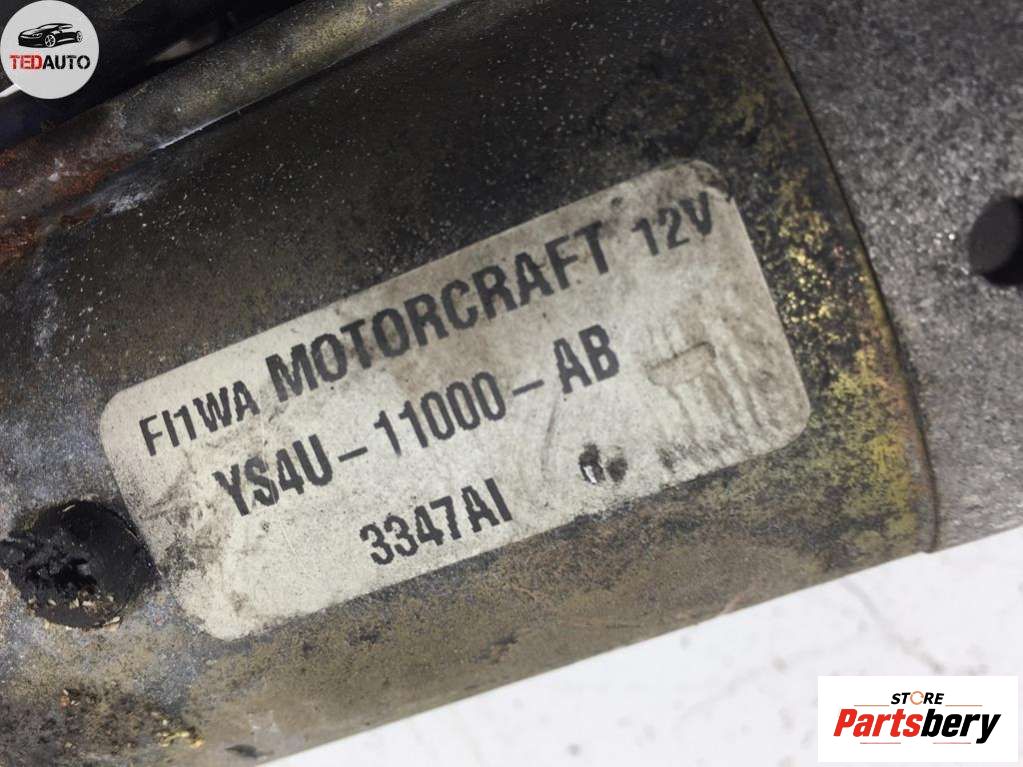 TEDAUTO
FI1WA MOTORCRAFT 12V
YS4U-11000-AB
3347AI
STORE
Partsbery